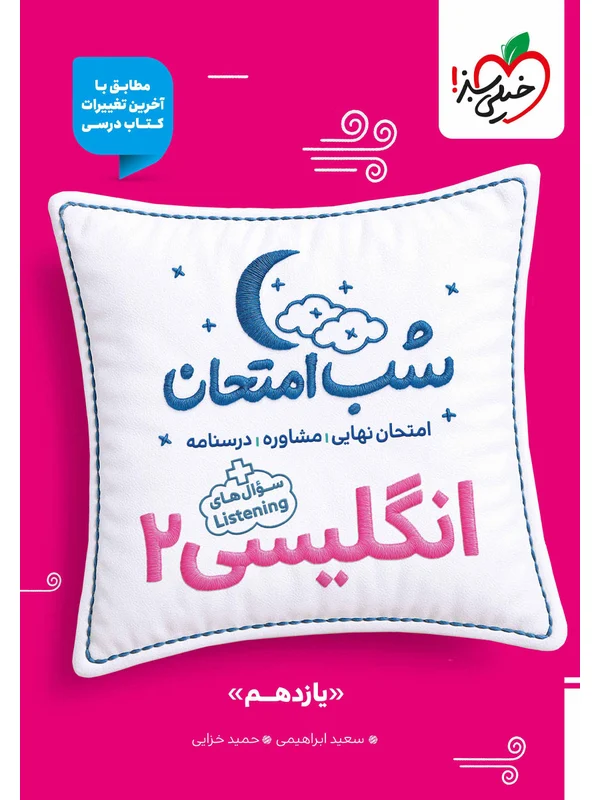 خیلی سبز!
مطابق با
آخرین تغییرات
کتاب درسی
شب امتحان
امتحان نهایی | مشاوره | درسنامه
سؤال‌های
Listening
انگلیسی ۲
«یازدهم»
سعید ابراهیمی
حمید خزایی